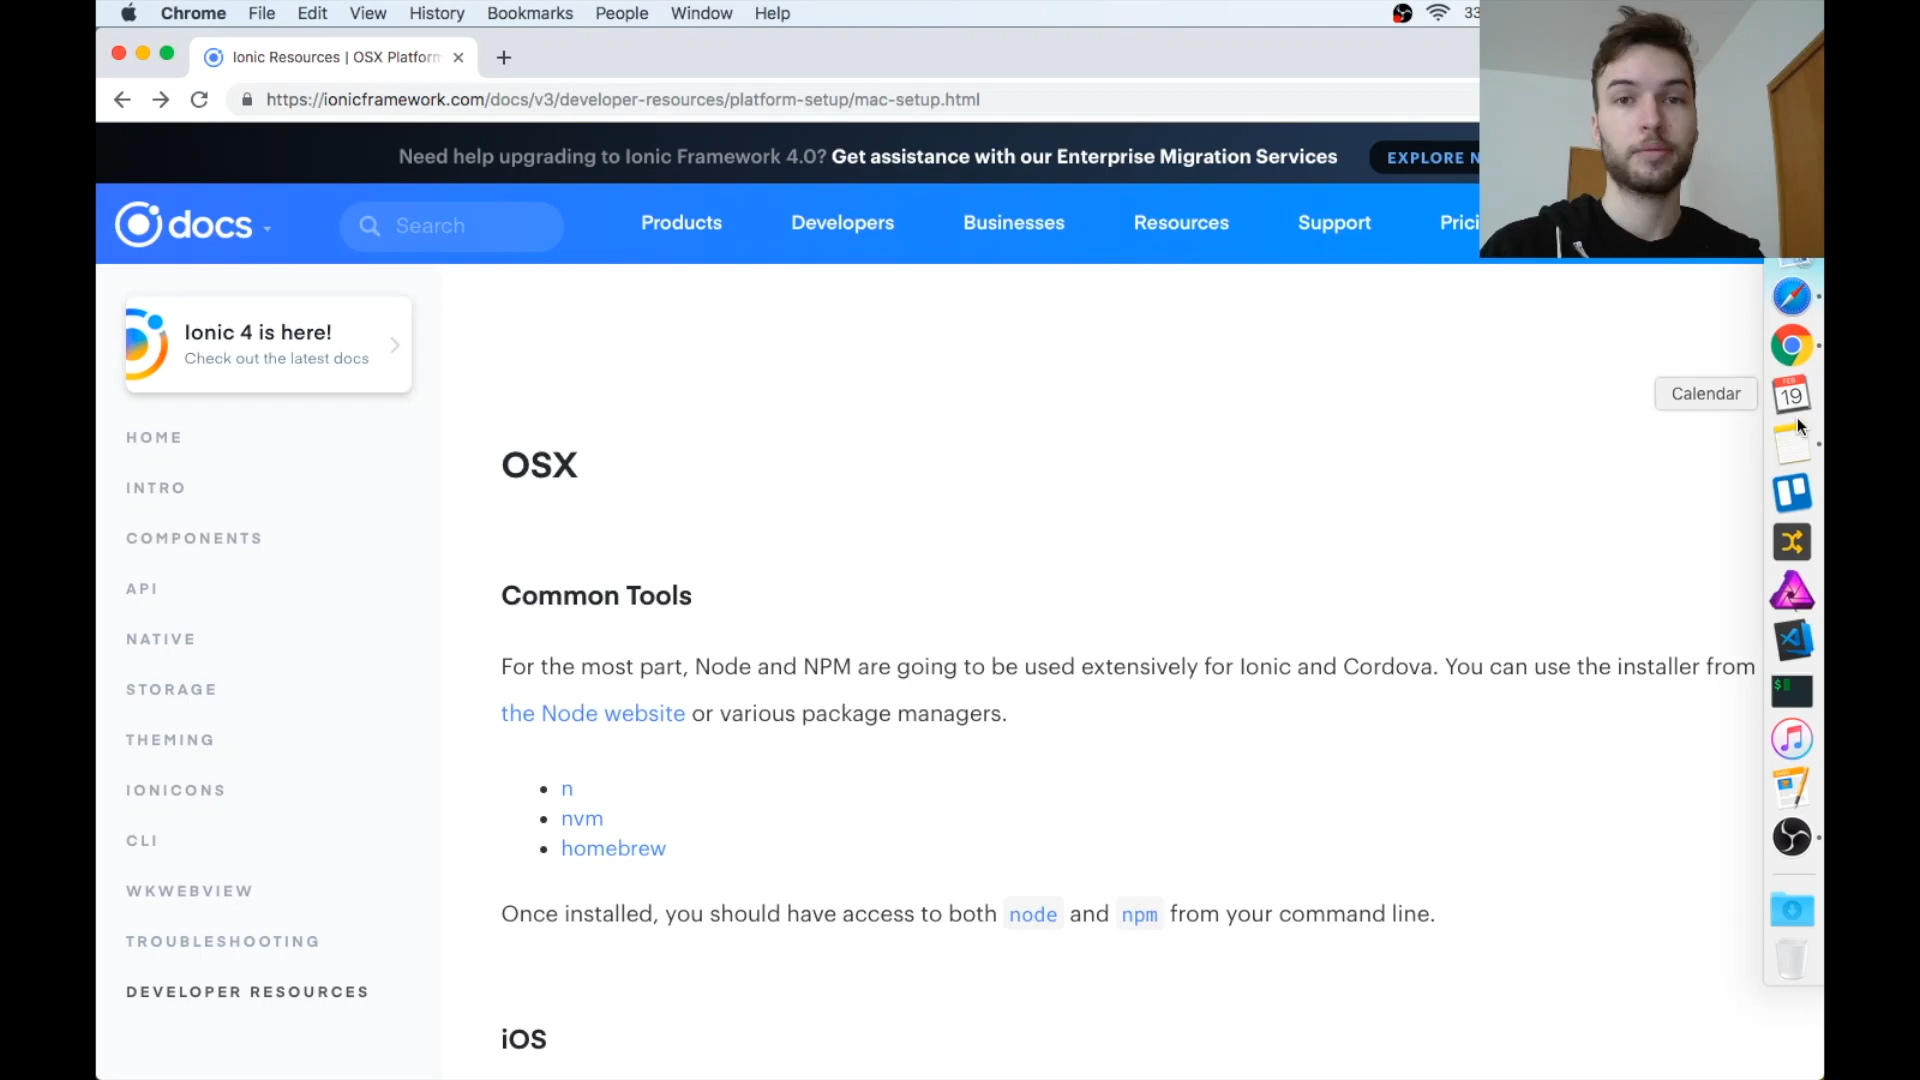 Chrome File Edit View History Bookmarks People Window Help
33
Ionic Resources | OSX Platform
https://ionicframework.com/docs/v3/developer-resources/platform-setup/mac-setup.html
Need help upgrading to Ionic Framework 4.0? Get assistance with our Enterprise Migration Services
EXPLORE N
docs
Search
Products
Developers
Businesses
Resources
Support
Prici
Ionic 4 is here!
Check out the latest docs
HOME
INTRO
COMPONENTS
API
NATIVE
STORAGE
THEMING
IONICONS
CLI
WKWEBVIEW
TROUBLESHOOTING
DEVELOPER RESOURCES
OSX
Common Tools
For the most part, Node and NPM are going to be used extensively for Ionic and Cordova. You can use the installer from
the Node website or various package managers.
n
nvm
homebrew
Once installed, you should have access to both node and npm from your command line.
iOS
Calendar
FEB
19
$